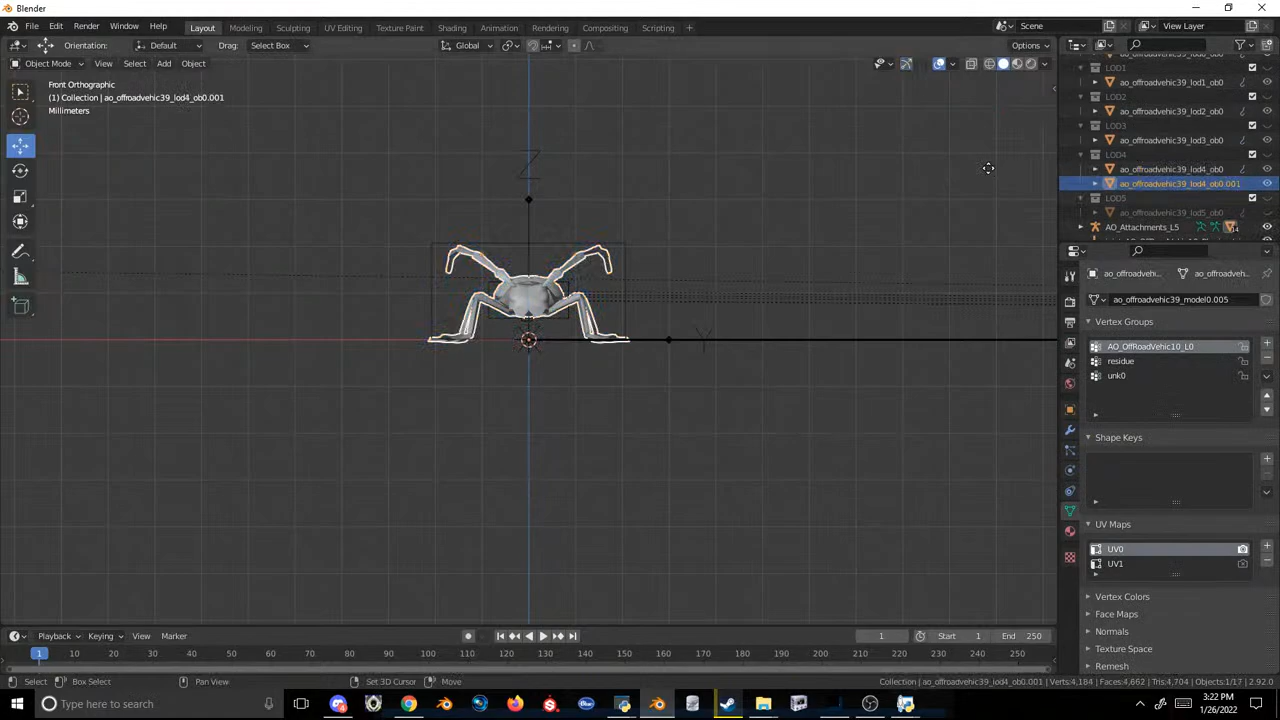 Blender
File Edit Render Window Help
Layout Modeling Sculpting UV Editing Texture Paint Shading Animation Rendering Compositing Scripting +
Scene
View Layer
Orientation: Default Drag: Select Box
Global
Options
Object Mode View Select Add Object
Front Orthographic
(1) Collection | ao_offroadvehic39_lod4_ob0.001
Millimeters
Z
Y
LOD1
ao_offroadvehic39_lod1_ob0
LOD2
ao_offroadvehic39_lod2_ob0
LOD3
ao_offroadvehic39_lod3_ob0
LOD4
ao_offroadvehic39_lod4_ob0
ao_offroadvehic39_lod4_ob0.001
LOD5
ao_offroadvehic39_lod5_ob0
AO_Attachments_L5
ao_offroadvehi... ao_offroadveh...
ao_offroadvehic39_model0.005
Vertex Groups
AO_OffRoadVehic10_L0
residue
unk0
Shape Keys
UV Maps
UV0
UV1
Vertex Colors
Face Maps
Normals
Texture Space
Remesh
Playback Keying View Marker
1 Start 1 End 250
1 10 20 30 40 50 60 70 80 90 100 110 120 130 140 150 160 170 180 190 200 210 220 230 240 250
Select Box Select Pan View Set 3D Cursor Move
Collection | ao_offroadvehic39_lod4_ob0.001 | Verts:4,184 | Faces:4,662 | Tris:4,704 | Objects:1/17 | 2.92.0
Type here to search
3:22 PM
1/26/2022